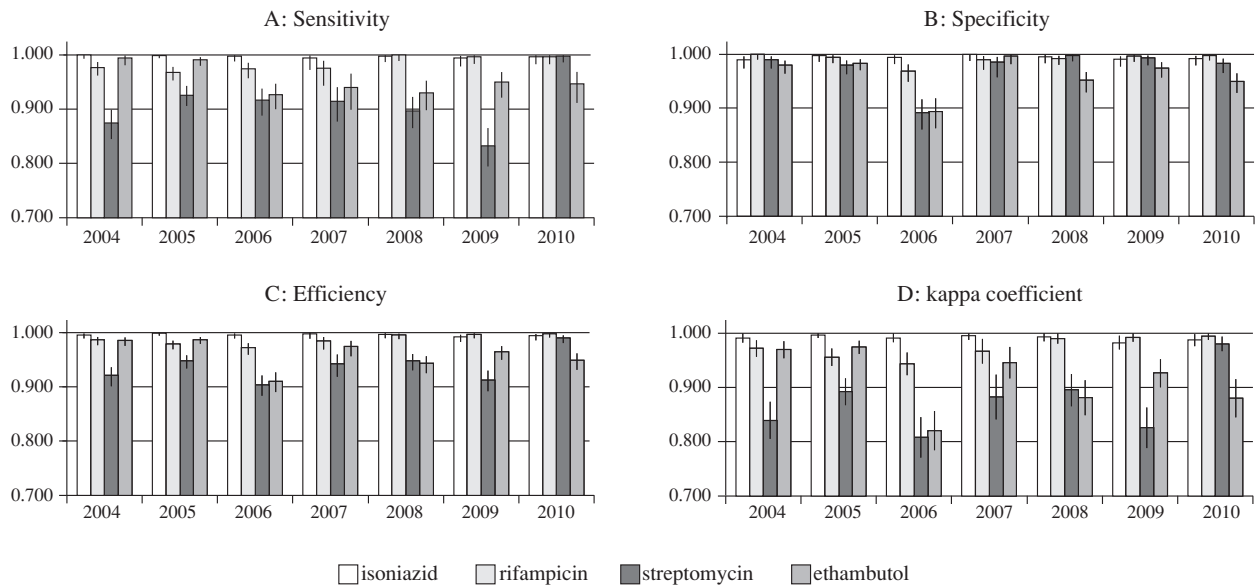 A: Sensitivity
1.000
0.900
0.800
0.700
2004 2005 2006 2007 2008 2009 2010
B: Specificity
1.000
0.900
0.800
0.700
2004 2005 2006 2007 2008 2009 2010
C: Efficiency
1.000
0.900
0.800
0.700
2004 2005 2006 2007 2008 2009 2010
D: kappa coefficient
1.000
0.900
0.800
0.700
2004 2005 2006 2007 2008 2009 2010
isoniazid rifampicin streptomycin ethambutol